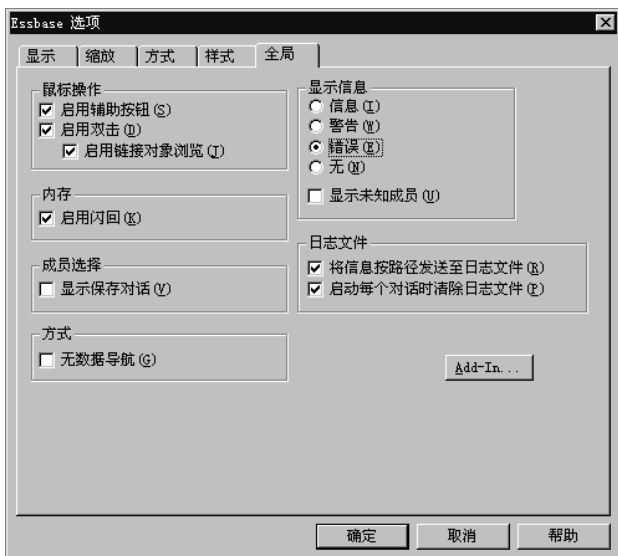 Essbase 选项
显示 缩放 方式 样式 全局
鼠标操作
启用辅助按钮(S)
启用双击(D)
启用链接对象浏览(J)
内存
启用闪回(K)
成员选择
显示保存对话(V)
方式
无数据导航(G)
显示信息
信息(I)
警告(W)
错误(E)
无(N)
显示未知成员(U)
日志文件
将信息按路径发送至日志文件(R)
启动每个对话时清除日志文件(P)
Add-In...
确定 取消 帮助